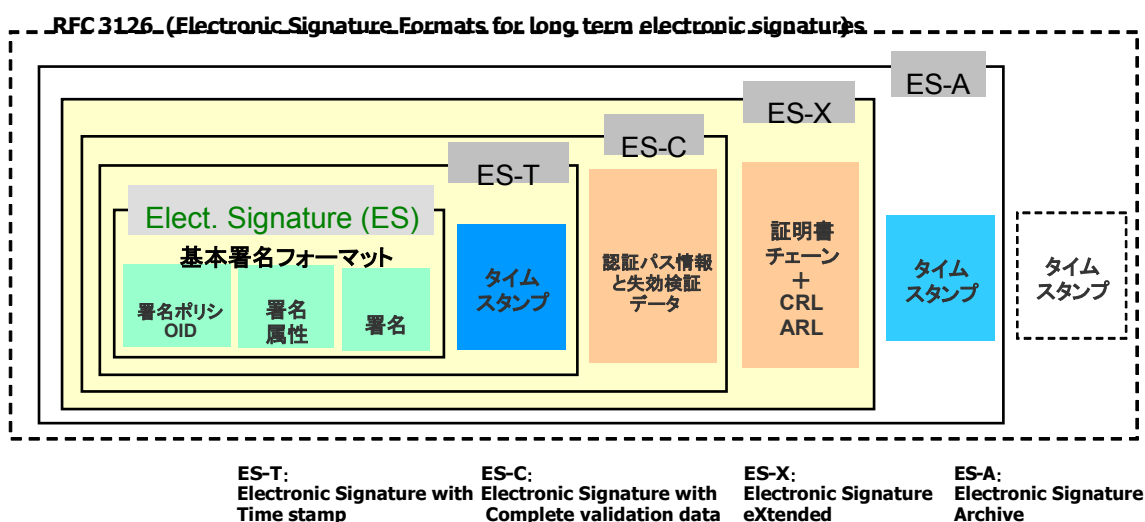 RFC 3126 (Electronic Signature Formats for long term electronic signatures)
ES-A
ES-X
ES-C
ES-T
Elect. Signature (ES)
基本署名フォーマット
署名ポリシ
OID
署名
属性
署名
タイム
スタンプ
認証パス情報
と失効検証
データ
証明書
チェーン
＋
CRL
ARL
タイム
スタンプ
タイム
スタンプ
ES-T:
Electronic Signature with
Time stamp
ES-C:
Electronic Signature with
Complete validation data
ES-X:
Electronic Signature
eXtended
ES-A:
Electronic Signature
Archive